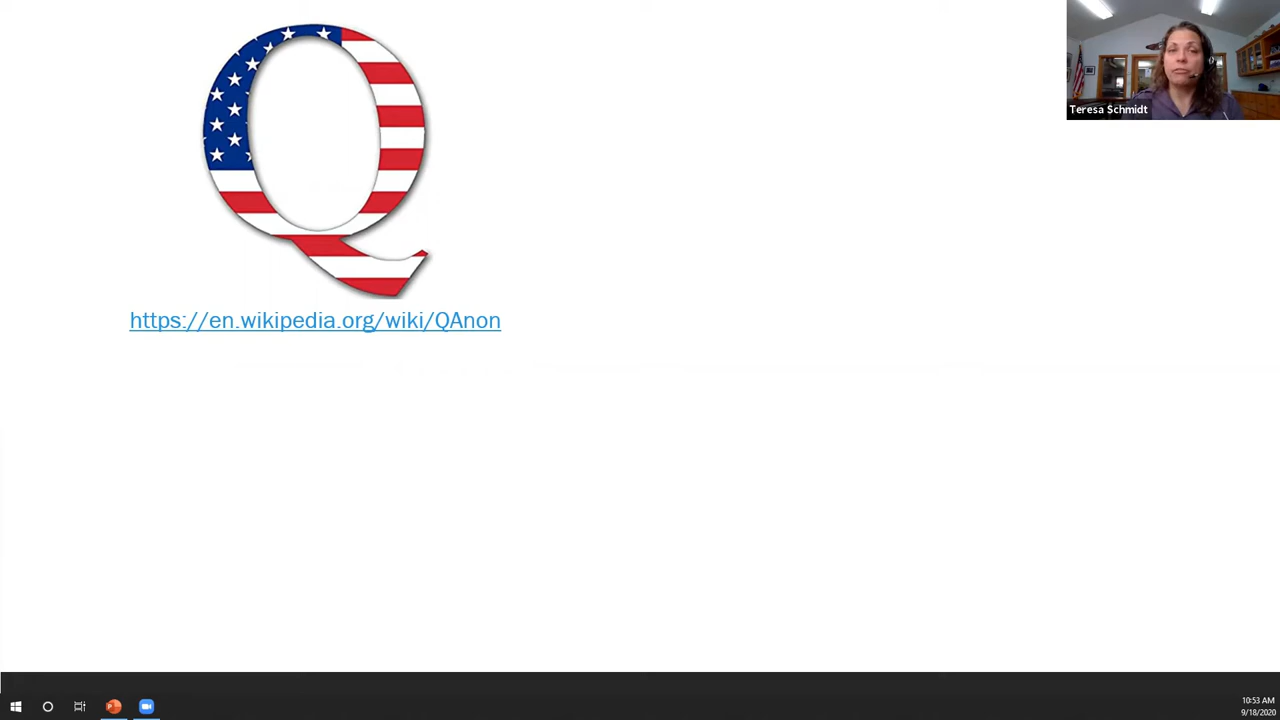 Q
Teresa Schmidt
https://en.wikipedia.org/wiki/QAnon
10:53 AM
9/18/2020